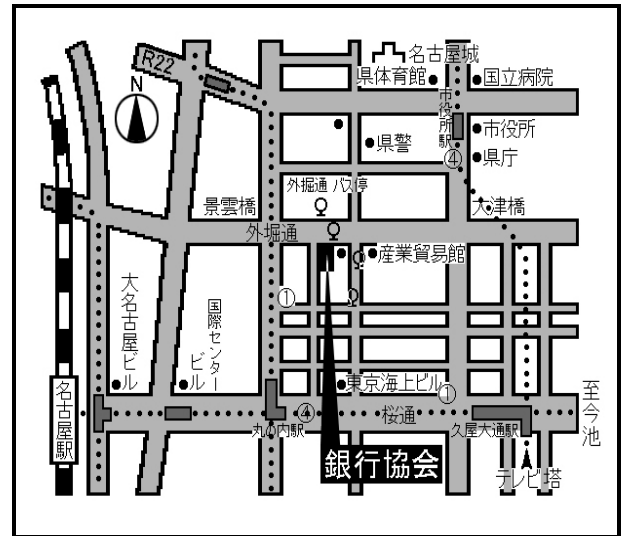 R22
N
名古屋城
県体育館
国立病院
市役所駅
市役所
県警
④
県庁
外掘通 バス停
景雲橋
大津橋
外堀通
産業貿易館
大名古屋ビル
国際センタービル
①
東京海上ビル
①
名古屋駅
丸の内駅
④
桜通
久屋大通駅
至今池
銀行協会
テレビ塔